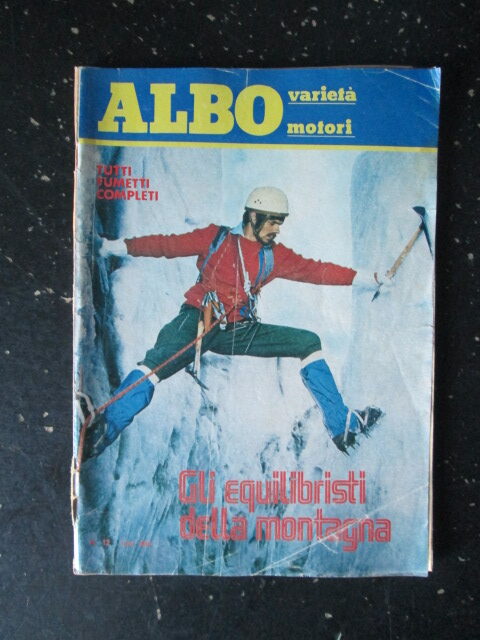 ALBO
varietà
motori
TUTTI
FUMETTI
COMPLETI
Gli equilibristi
della montagna